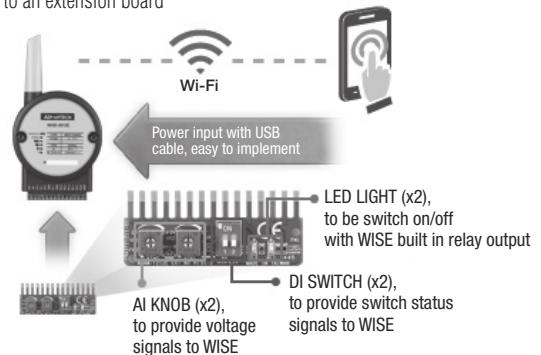 to an extension board
Wi-Fi
ADVANTECH
Power input with USB
cable, easy to implement
ON
CE
LED LIGHT (x2),
to be switch on/off
with WISE built in relay output
DI SWITCH (x2),
to provide switch status
signals to WISE
AI KNOB (x2),
to provide voltage
signals to WISE